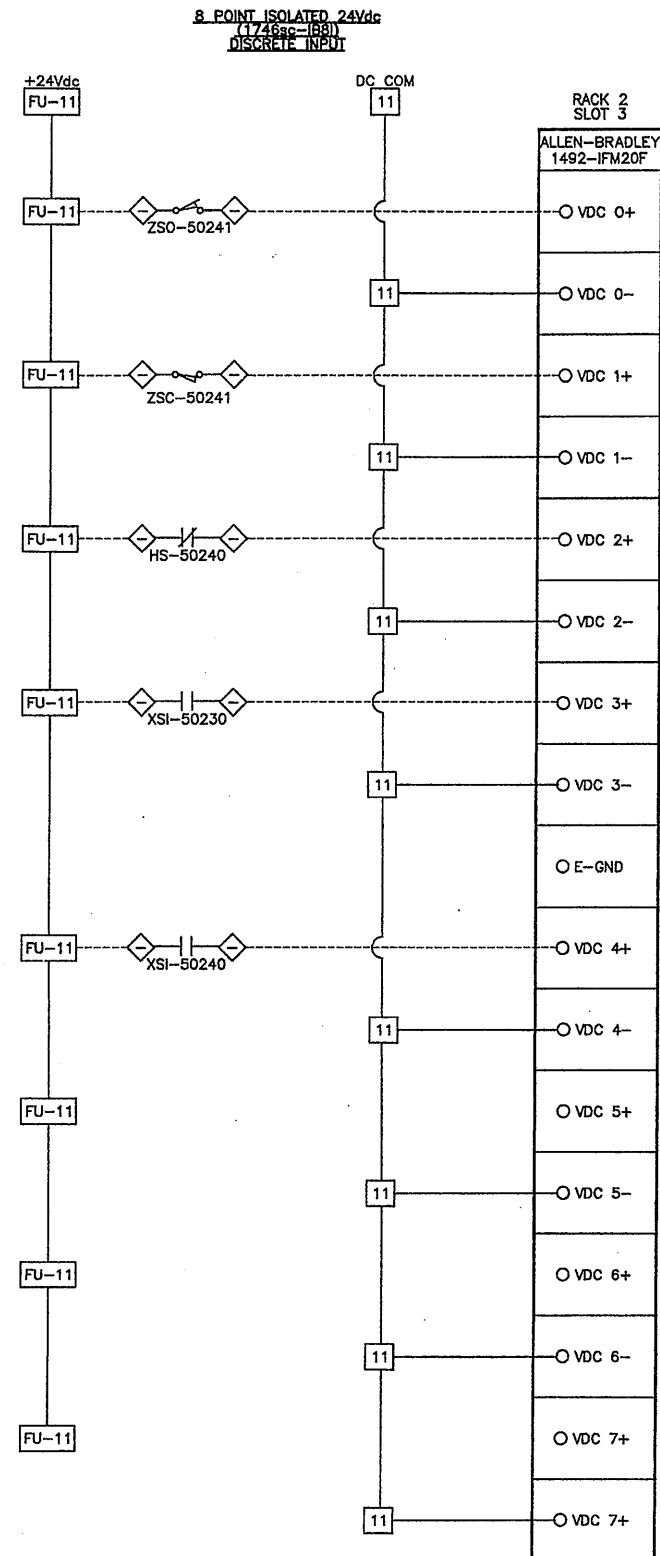 8 POINT ISOLATED 24Vdc
(1746sc-IB8I)
DISCRETE INPUT
+24Vdc
DC COM
FU-11
11
RACK 2
SLOT 3
ALLEN-BRADLEY
1492-IFM20F
FU-11
ZSO-50241
VDC 0+
11
VDC 0-
FU-11
ZSC-50241
VDC 1+
11
VDC 1-
FU-11
HS-50240
VDC 2+
11
VDC 2-
FU-11
XSI-50230
VDC 3+
11
VDC 3-
E-GND
FU-11
XSI-50240
VDC 4+
11
VDC 4-
FU-11
VDC 5+
11
VDC 5-
FU-11
VDC 6+
11
VDC 6-
FU-11
VDC 7+
11
VDC 7+